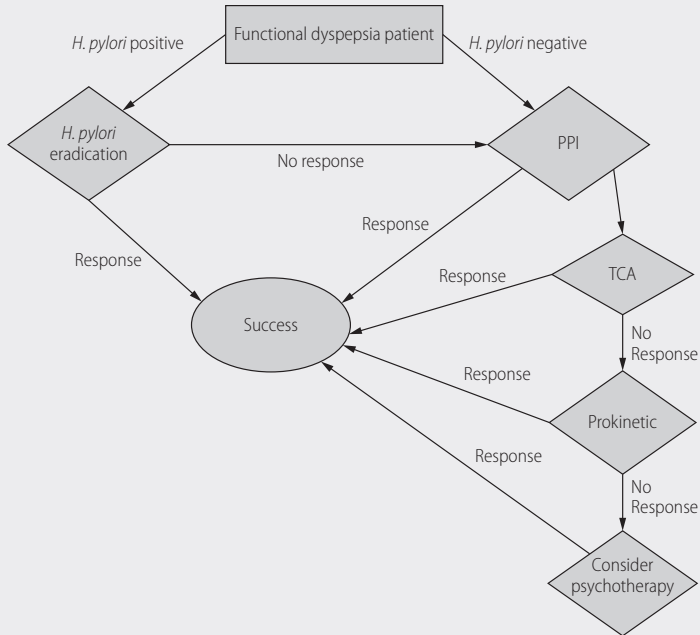 Functional dyspepsia patient
H. pylori positive
H. pylori negative
H. pylori
eradication
PPI
No response
Response
Response
TCA
Response
Success
No
Response
Response
Prokinetic
Response
No
Response
Consider
psychotherapy